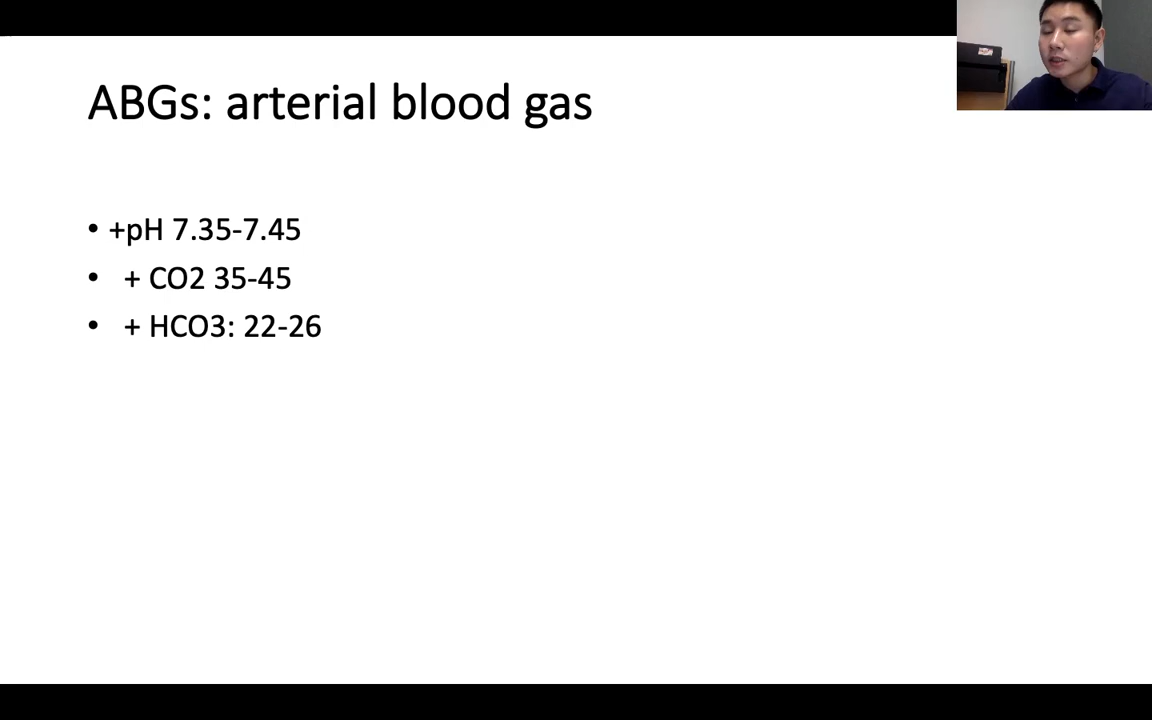 ABGs: arterial blood gas
• +pH 7.35-7.45
• + CO2 35-45
• + HCO3: 22-26